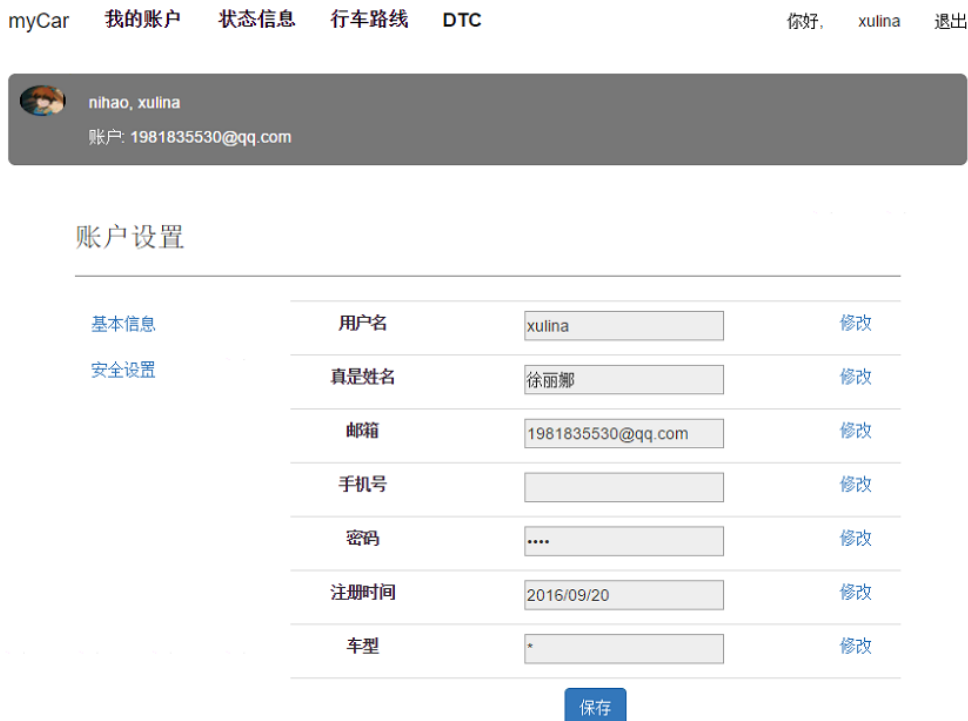 myCar 我的账户 状态信息 行车路线 DTC 你好, xulina 退出
nihao, xulina
账户: 1981835530@qq.com
账户设置
基本信息 用户名 xulina 修改
安全设置 真是姓名 徐丽娜 修改
邮箱 1981835530@qq.com 修改
手机号 修改
密码 •••• 修改
注册时间 2016/09/20 修改
车型 * 修改
保存